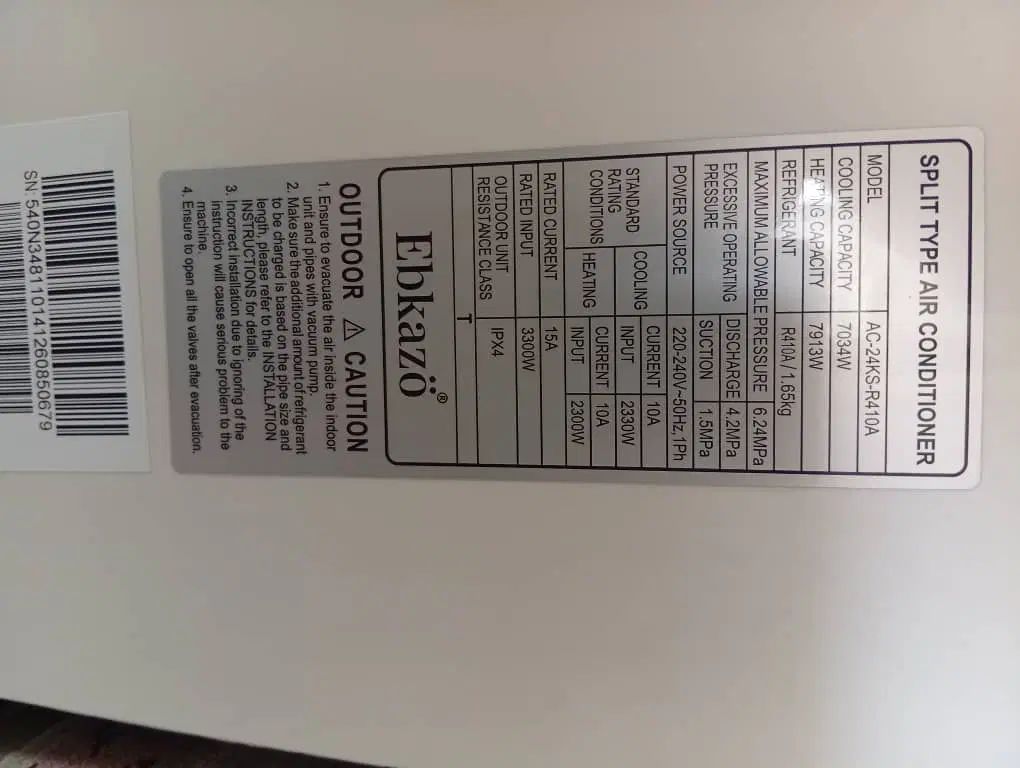 SPLIT TYPE AIR CONDITIONER
MODEL AC-24KS-R410A
COOLING CAPACITY 7034W
HEATING CAPACITY 7913W
REFRIGERANT R410A / 1.65kg
MAXIMUM ALLOWABLE PRESSURE 6.24MPa
EXCESSIVE OPERATING PRESSURE DISCHARGE 4.2MPa
SUCTION 1.5MPa
POWER SOURCE 220-240V~50Hz,1Ph
STANDARD RATING CONDITIONS COOLING CURRENT 10A
INPUT 2330W
HEATING CURRENT 10A
INPUT 2300W
RATED CURRENT 15A
RATED INPUT 3300W
OUTDOOR UNIT RESISTANCE CLASS IPX4
T
Ebkazö®
OUTDOOR ⚠ CAUTION
1. Ensure to evacuate the air inside the indoor
unit and pipes with vacuum pump.
2. Make sure the additional amount of refrigerant
to be charged is based on the pipe size and
length, please refer to the INSTALLATION
INSTRUCTIONS for details.
3. Incorrect installation due to ignoring of the
instruction will cause serious problem to the
machine.
4. Ensure to open all the valves after evacuation.
SN: 540N348110141260850679